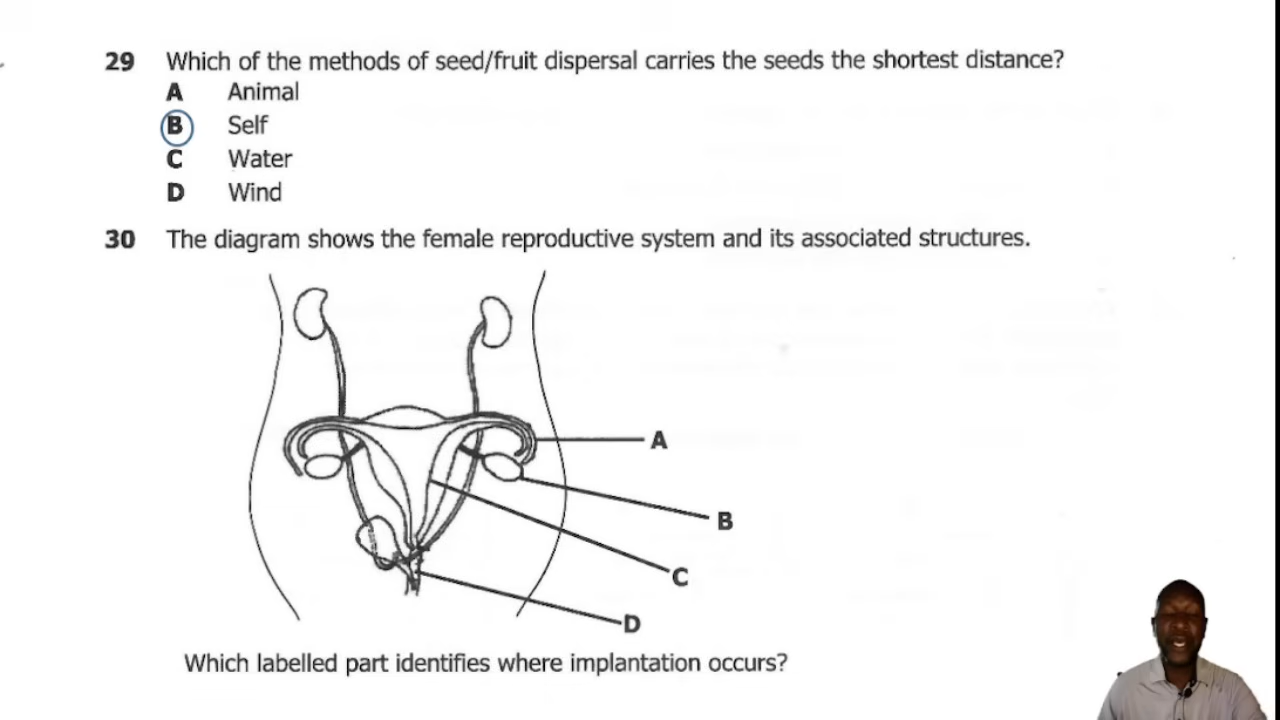 29 Which of the methods of seed/fruit dispersal carries the seeds the shortest distance?
A Animal
B Self
C Water
D Wind
30 The diagram shows the female reproductive system and its associated structures.
A
B
C
D
Which labelled part identifies where implantation occurs?